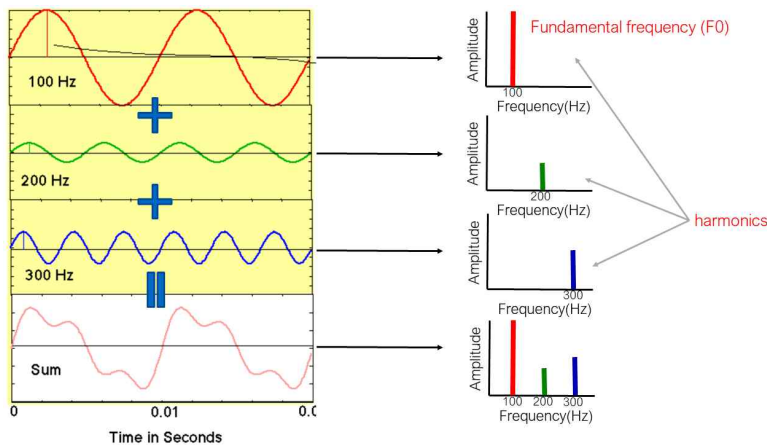 100 Hz
200 Hz
300 Hz
Sum
0
0.01
0.0
Time in Seconds
Amplitude
100
Frequency(Hz)
Fundamental frequency (F0)
Amplitude
200
Frequency(Hz)
harmonics
Amplitude
300
Frequency(Hz)
Amplitude
100 200 300
Frequency(Hz)